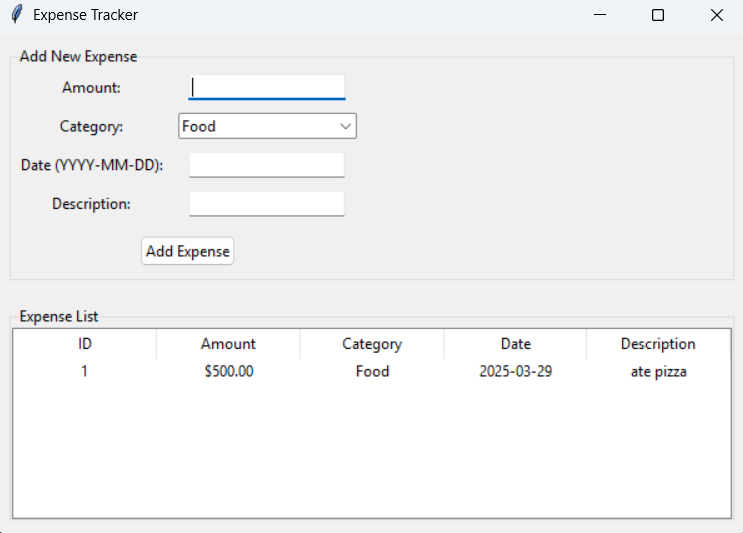 Expense Tracker
Add New Expense
Amount:
Category: Food
Date (YYYY-MM-DD):
Description:
Add Expense
Expense List
ID Amount Category Date Description
1 $500.00 Food 2025-03-29 ate pizza